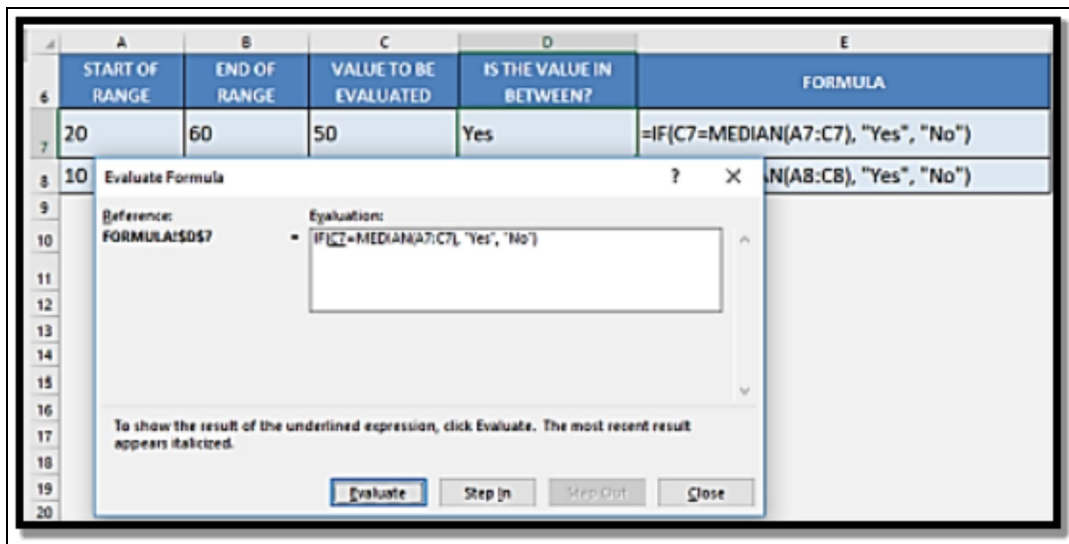 A B C D E
6 START OF RANGE END OF RANGE VALUE TO BE EVALUATED IS THE VALUE IN BETWEEN? FORMULA
7 20 60 50 Yes =IF(C7=MEDIAN(A7:C7), "Yes", "No")
8 10 N(A8:C8), "Yes", "No")
Evaluate Formula ? ×
9
Reference: Evaluation:
10 FORMULA!$D$7 = IF(C7=MEDIAN(A7:C7), "Yes", "No")
11
12
13
14
15
16
To show the result of the underlined expression, click Evaluate. The most recent result
17 appears italicized.
18
19 Evaluate Step In Step Out Close
20